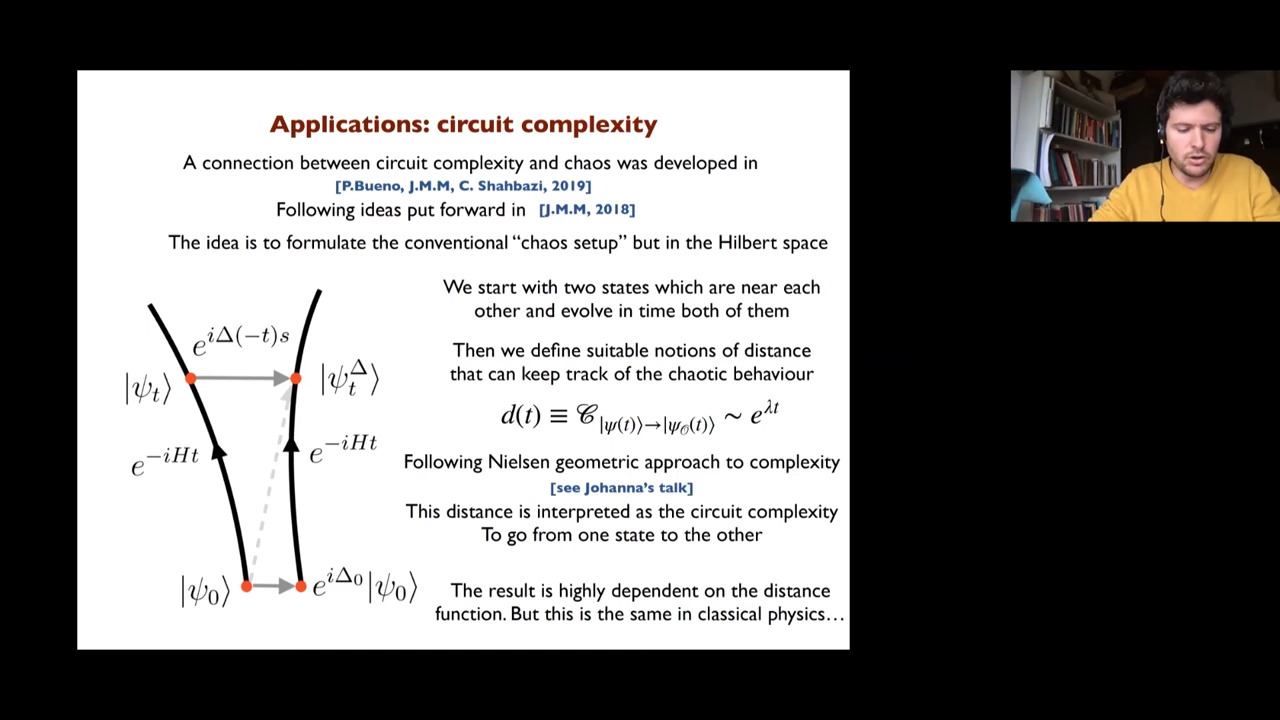 Applications: circuit complexity
A connection between circuit complexity and chaos was developed in
[P.Bueno, J.M.M, C. Shahbazi, 2019]
Following ideas put forward in [J.M.M, 2018]
The idea is to formulate the conventional “chaos setup” but in the Hilbert space
We start with two states which are near each
other and evolve in time both of them
Then we define suitable notions of distance
that can keep track of the chaotic behaviour
d(t) ≡ 𝒞_{|ψ(t)⟩→|ψ_𝒪(t)⟩} ∼ e^{λt}
Following Nielsen geometric approach to complexity
[see Johanna’s talk]
This distance is interpreted as the circuit complexity
To go from one state to the other
The result is highly dependent on the distance
function. But this is the same in classical physics…
e^{iΔ(−t)s}
|ψ_t⟩
|ψ_t^Δ⟩
e^{−iHt}
e^{−iHt}
|ψ_0⟩
e^{iΔ_0}|ψ_0⟩